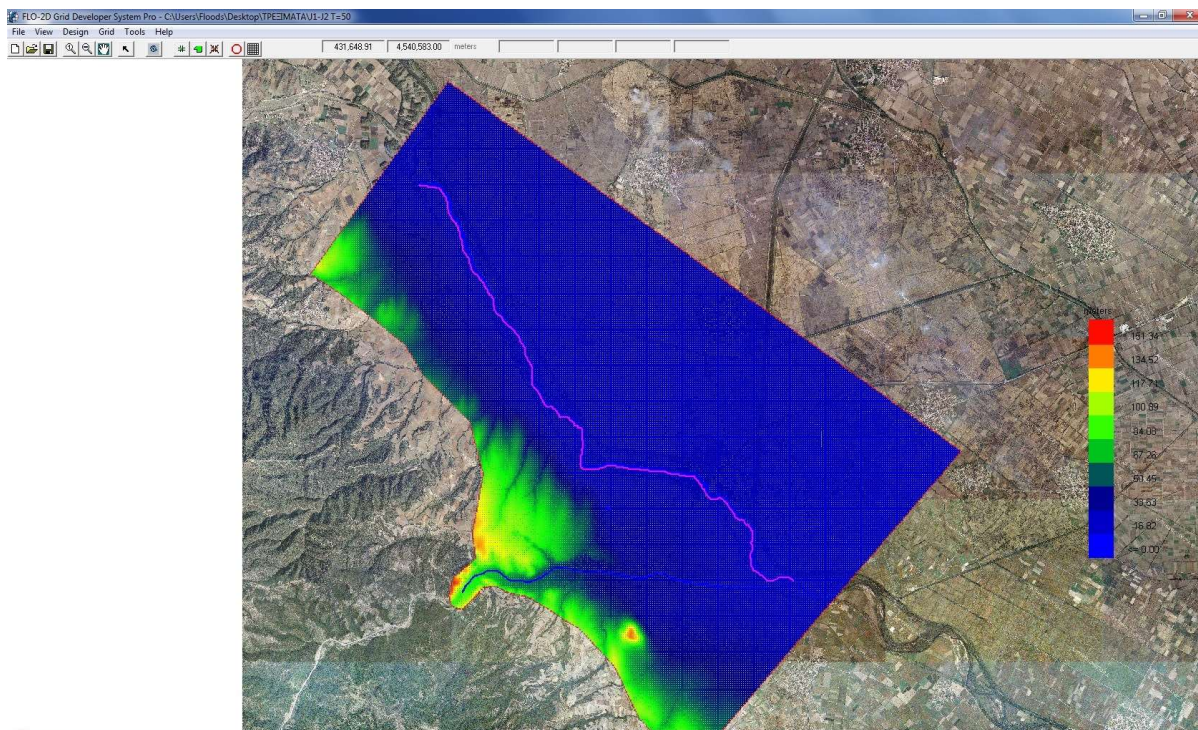 FLO-2D Grid Developer System Pro - C:\Users\Floods\Desktop\ΤΡΕΞΙΜΑΤΑ\J1-J2 T=50
File View Design Grid Tools Help
431,648.91 4,540,583.00 meters
meters
151.34
134.52
117.71
100.89
84.08
67.26
50.45
33.63
16.82
<= 0.00